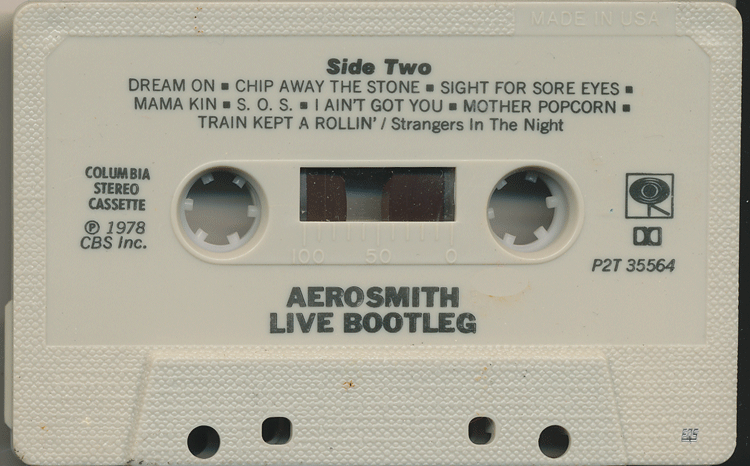 MADE IN USA
Side Two
DREAM ON ▪ CHIP AWAY THE STONE ▪ SIGHT FOR SORE EYES ▪
MAMA KIN ▪ S. O. S. ▪ I AIN'T GOT YOU ▪ MOTHER POPCORN ▪
TRAIN KEPT A ROLLIN' / Strangers In The Night
COLUMBIA
STEREO
CASSETTE
℗ 1978
CBS Inc.
100 50 0
P2T 35564
AEROSMITH
LIVE BOOTLEG